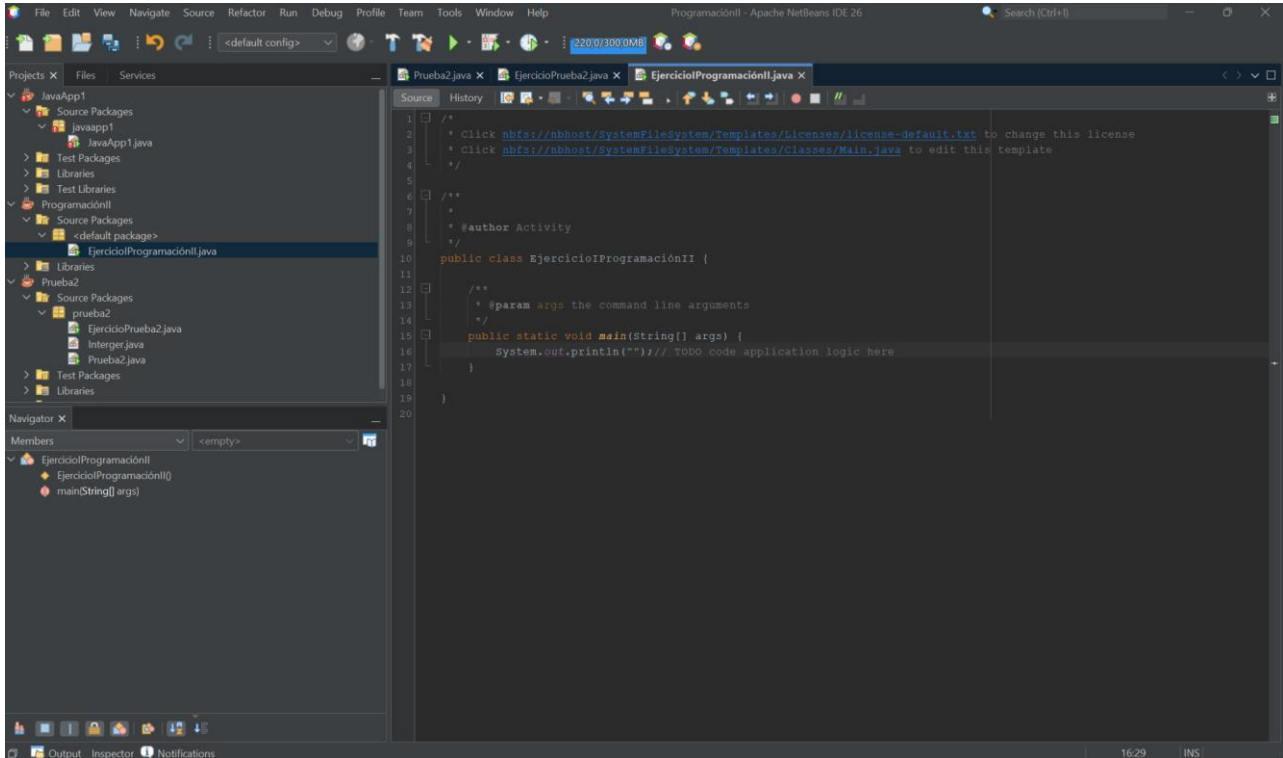 File Edit View Navigate Source Refactor Run Debug Profile Team Tools Window Help ProgramaciónII - Apache NetBeans IDE 26 Search (Ctrl+I)
<default config> 220.0/300.0MB
Projects Files Services
JavaApp1
Source Packages
javaapp1
JavaApp1.java
Test Packages
Libraries
Test Libraries
ProgramaciónII
Source Packages
<default package>
EjercicioIProgramaciónII.java
Libraries
Prueba2
Source Packages
prueba2
EjercicioPrueba2.java
Interger.java
Prueba2.java
Test Packages
Libraries
Navigator
Members <empty>
EjercicioIProgramaciónII
EjercicioIProgramaciónII()
main(String[] args)
Prueba2.java EjercicioPrueba2.java EjercicioIProgramaciónII.java
Source History
1 /*
2 * Click nbfs://nbhost/SystemFileSystem/Templates/Licenses/license-default.txt to change this license
3 * Click nbfs://nbhost/SystemFileSystem/Templates/Classes/Main.java to edit this template
4 */
5
6 /**
7 *
8 * @author Activity
9 */
10 public class EjercicioIProgramaciónII {
11
12 /**
13 * @param args the command line arguments
14 */
15 public static void main(String[] args) {
16 System.out.println("");// TODO code application logic here
17 }
18
19 }
20
Output Inspector Notifications 16:29 INS